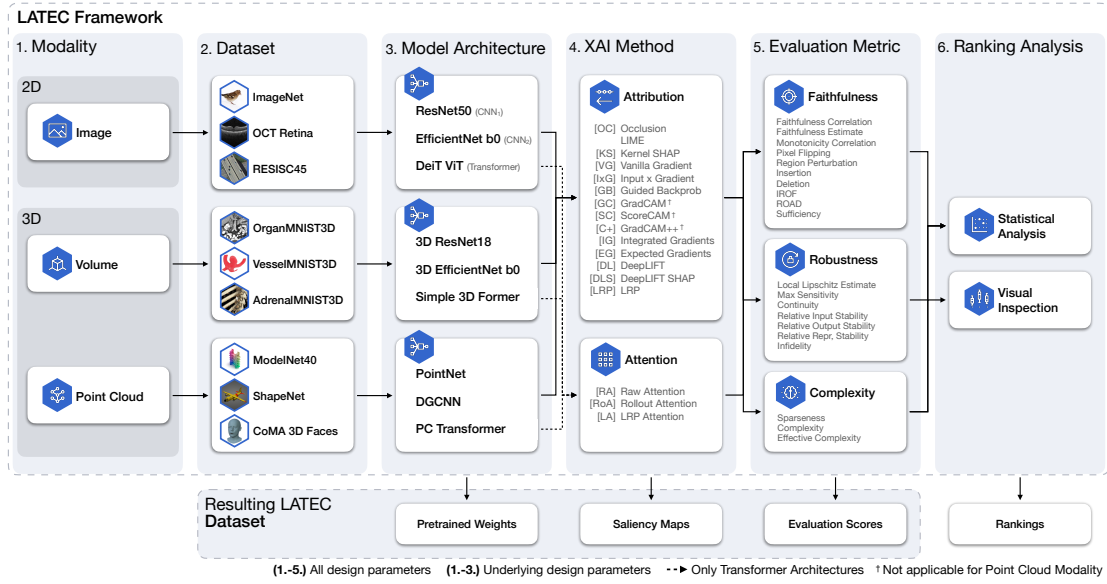 LATEC Framework
1. Modality
2D
Image
3D
Volume
Point Cloud
2. Dataset
ImageNet
OCT Retina
RESISC45
OrganMNIST3D
VesselMNIST3D
AdrenalMNIST3D
ModelNet40
ShapeNet
CoMA 3D Faces
3. Model Architecture
ResNet50 (CNN₁)
EfficientNet b0 (CNN₂)
DeiT ViT (Transformer)
3D ResNet18
3D EfficientNet b0
Simple 3D Former
PointNet
DGCNN
PC Transformer
4. XAI Method
Attribution
[OC] Occlusion
LIME
[KS] Kernel SHAP
[VG] Vanilla Gradient
[IxG] Input x Gradient
[GB] Guided Backprob
[GC] GradCAM†
[SC] ScoreCAM†
[C+] GradCAM++†
[IG] Integrated Gradients
[EG] Expected Gradients
[DL] DeepLIFT
[DLS] DeepLIFT SHAP
[LRP] LRP
Attention
[RA] Raw Attention
[RoA] Rollout Attention
[LA] LRP Attention
5. Evaluation Metric
Faithfulness
Faithfulness Correlation
Faithfulness Estimate
Monotonicity Correlation
Pixel Flipping
Region Perturbation
Insertion
Deletion
IROF
ROAD
Sufficiency
Robustness
Local Lipschitz Estimate
Max Sensitivity
Continuity
Relative Input Stability
Relative Output Stability
Relative Repr, Stability
Infidelity
Complexity
Sparseness
Complexity
Effective Complexity
6. Ranking Analysis
Statistical
Analysis
Visual
Inspection
Resulting LATEC
Dataset
Pretrained Weights
Saliency Maps
Evaluation Scores
Rankings
(1.-5.) All design parameters (1.-3.) Underlying design parameters Only Transformer Architectures † Not applicable for Point Cloud Modality